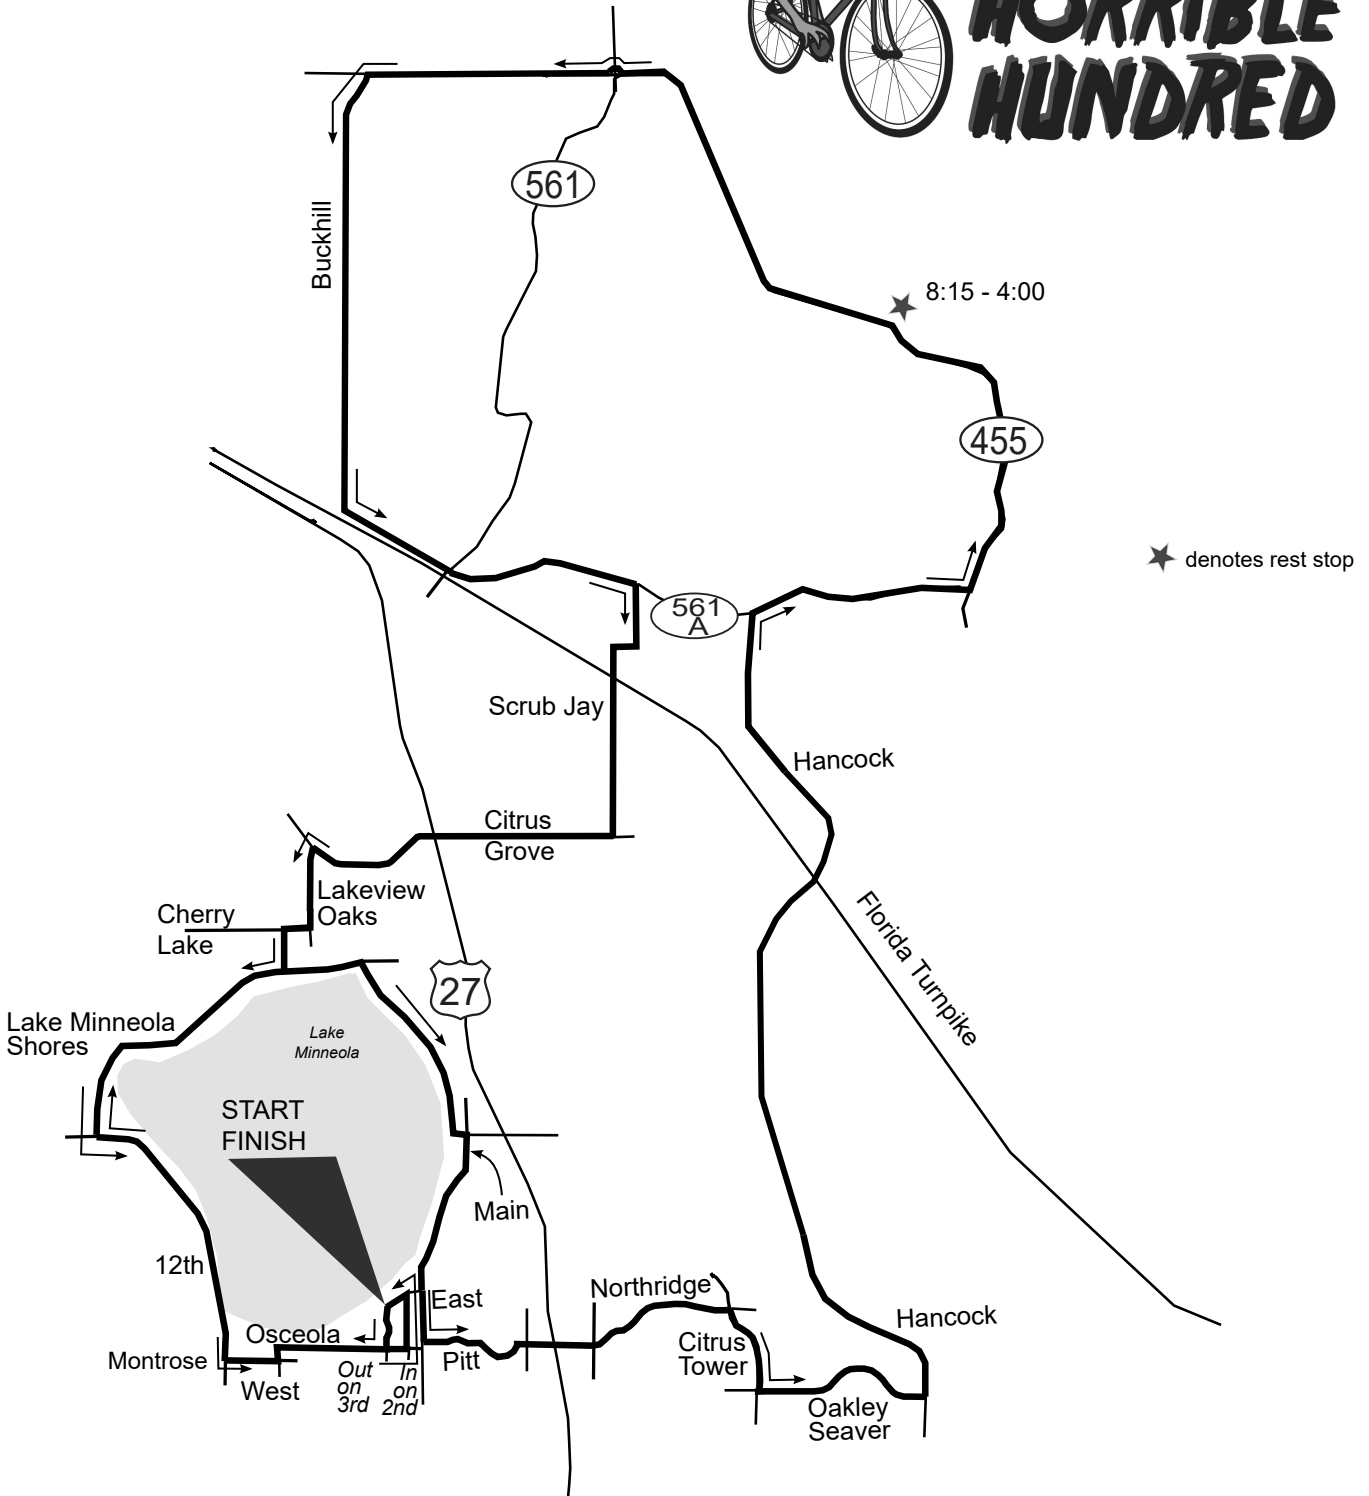 HORRIBLE
HUNDRED
561
Buckhill
8:15 - 4:00
455
denotes rest stop
561
A
Scrub Jay
Hancock
Citrus
Grove
Lakeview
Oaks
Cherry
Lake
Florida Turnpike
27
Lake Minneola
Shores
Lake
Minneola
START
FINISH
Main
12th
East
Northridge
Hancock
Osceola
Citrus
Tower
Montrose
Pitt
West
Out
on
3rd
In
on
2nd
Oakley
Seaver